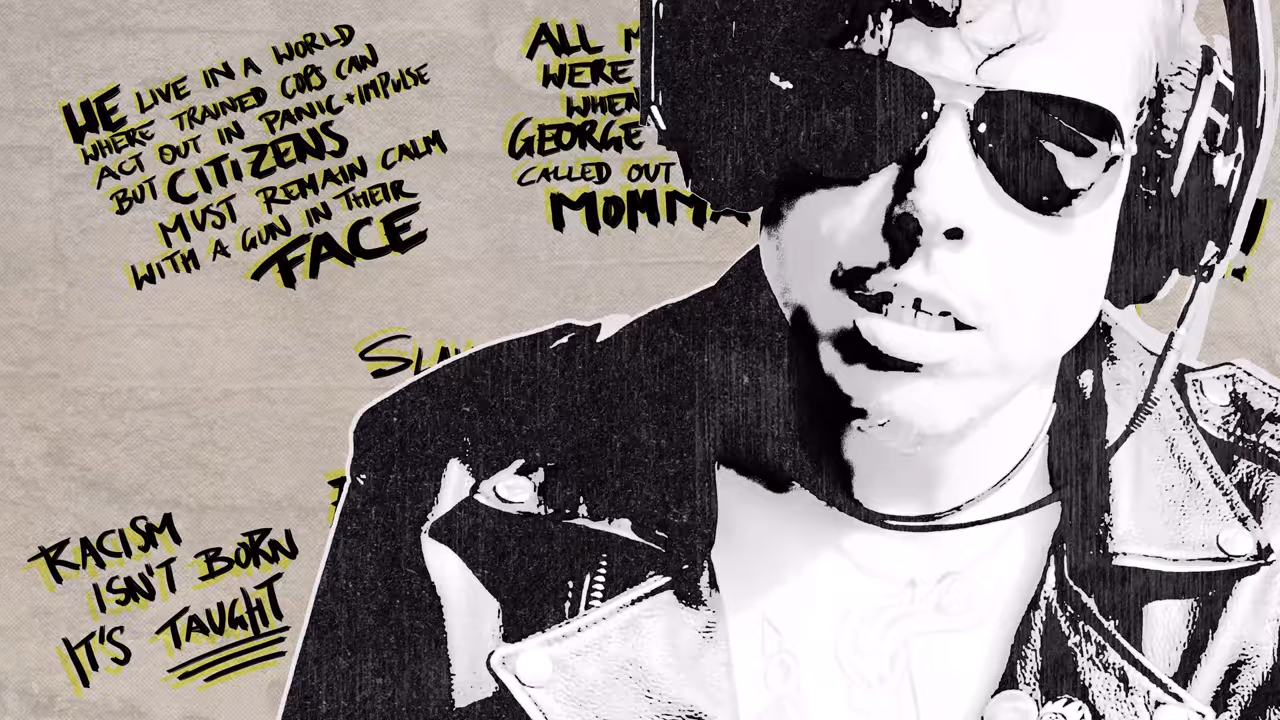 WE LIVE IN A WORLD
WHERE TRAINED COPS CAN
ACT OUT IN PANIC + IMPULSE
BUT CITIZENS
MUST REMAIN CALM
WITH A GUN IN THEIR
FACE
ALL
WERE
WHEN
GEORGE
CALLED OUT
MOMMA
RACISM
ISN'T BORN
IT'S TAUGHT